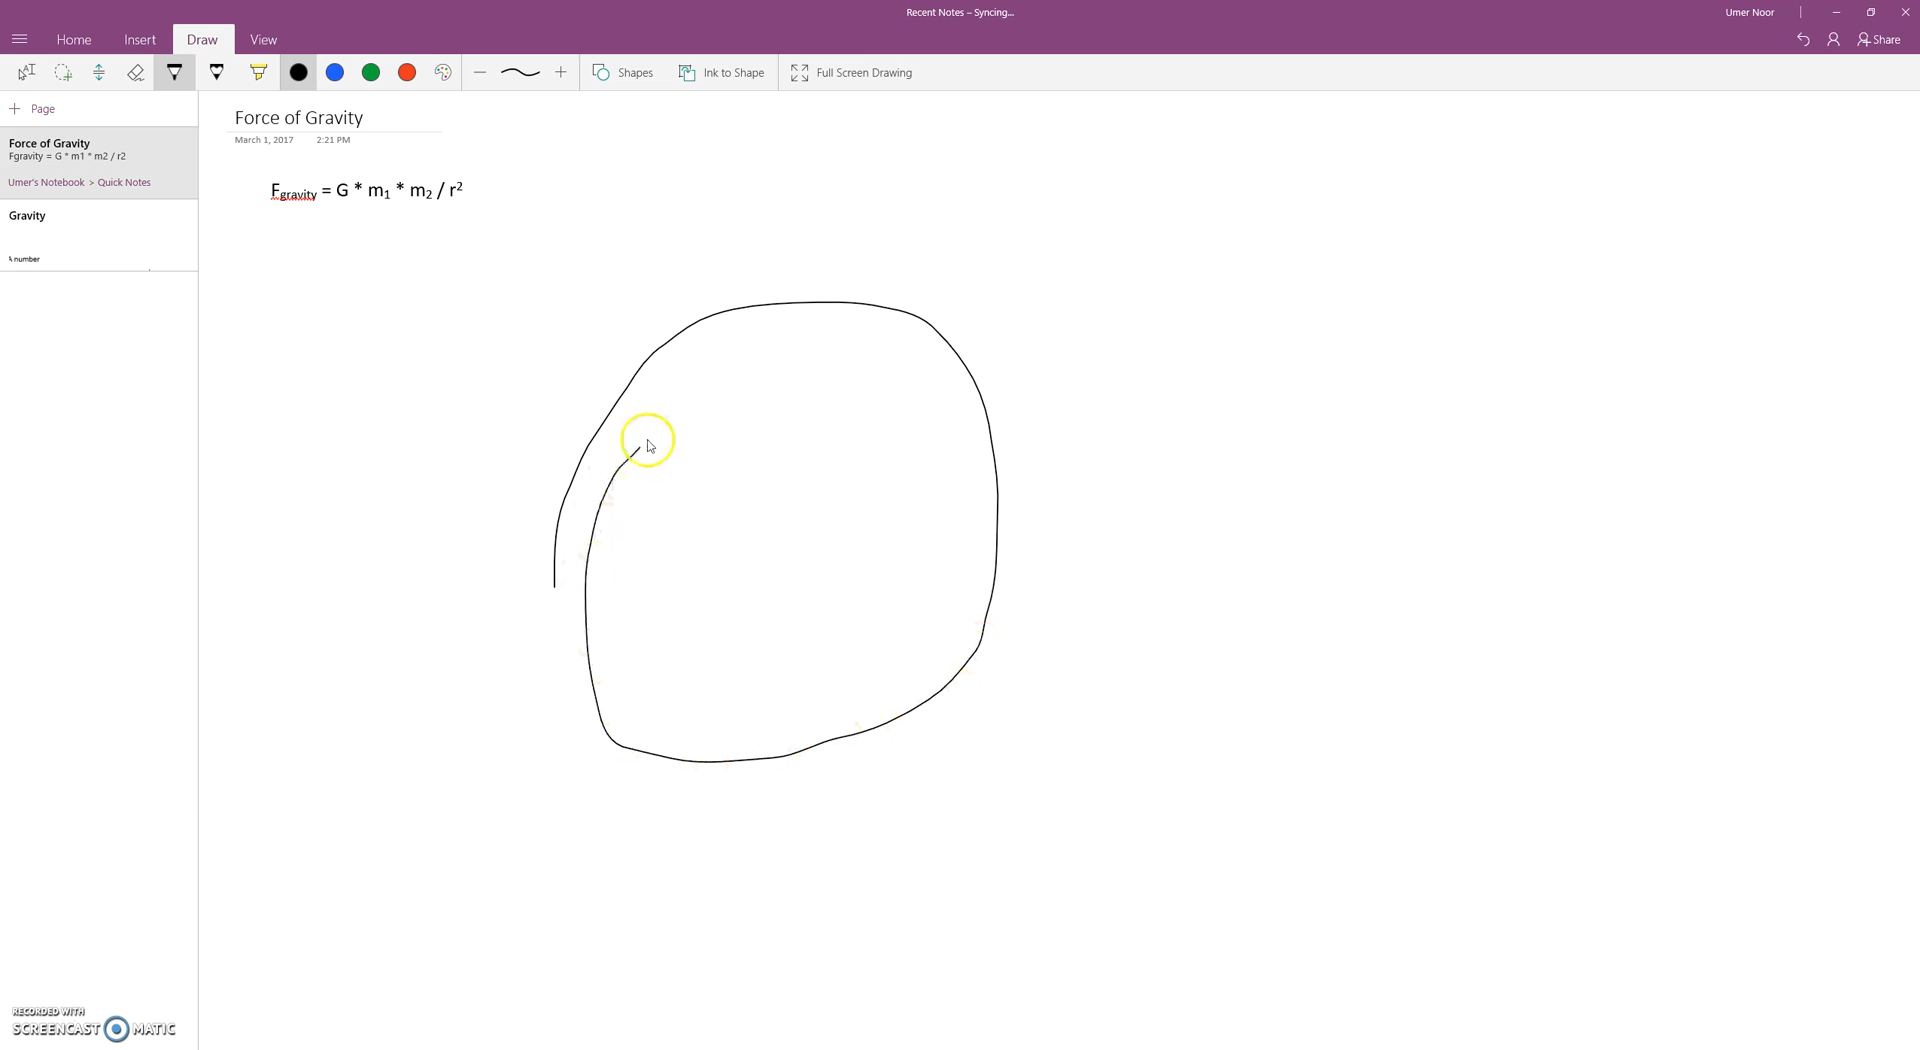 Recent Notes – Syncing...
Umer Noor
Home Insert Draw View
Share
Shapes
Ink to Shape
Full Screen Drawing
Page
Force of Gravity
Fgravity = G * m1 * m2 / r2
Umer's Notebook > Quick Notes
Gravity
A number
Force of Gravity
March 1, 2017 2:21 PM
Fgravity = G * m₁ * m₂ / r²
RECORDED WITH
SCREENCAST MATIC